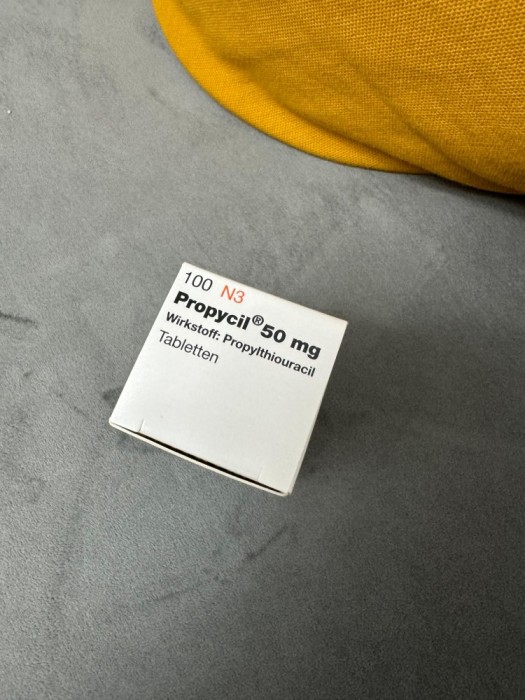 100 N3
Propycil® 50 mg
Wirkstoff: Propylthiouracil
Tabletten